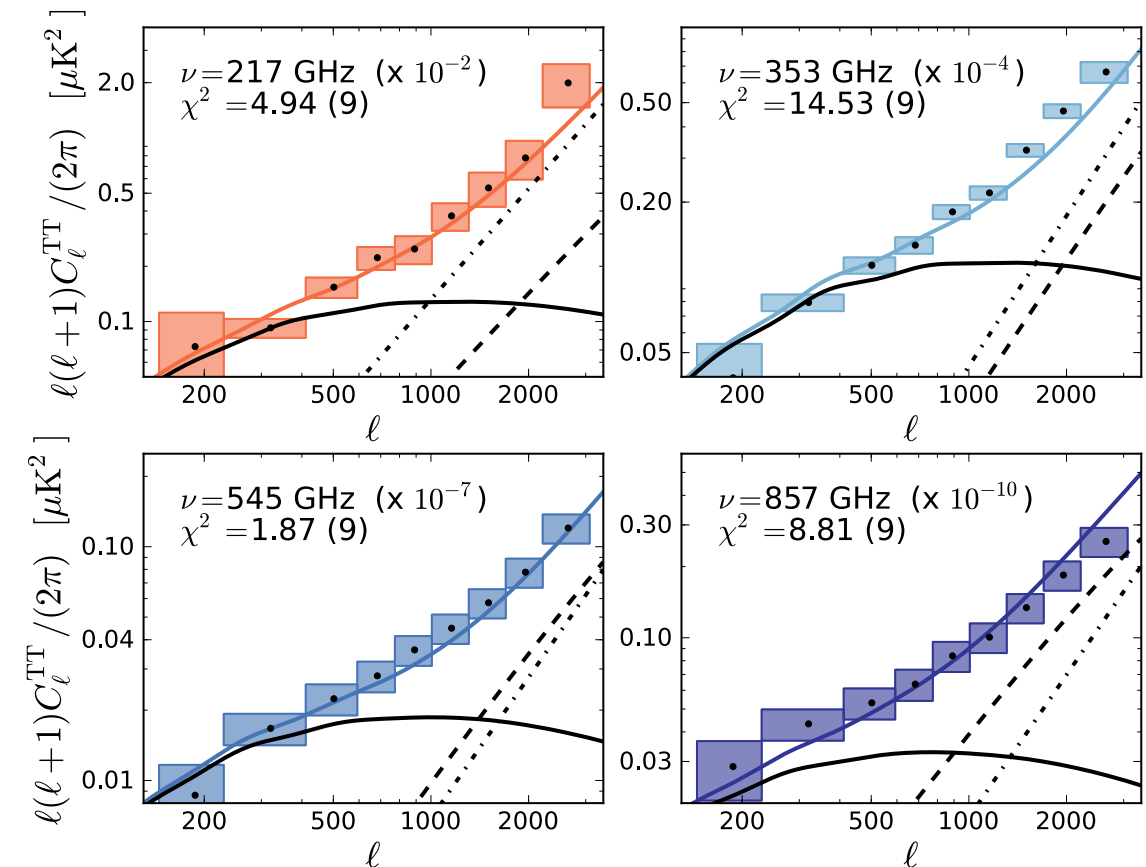 ℓ(ℓ+1)C_ℓ^TT/(2π) [μK²]
ν=217 GHz (x 10⁻²)
χ² =4.94 (9)
2.0
0.5
0.1
200 500 1000 2000
ℓ
ν=353 GHz (x 10⁻⁴)
χ² =14.53 (9)
0.50
0.20
0.05
200 500 1000 2000
ℓ
ℓ(ℓ+1)C_ℓ^TT/(2π) [μK²]
ν=545 GHz (x 10⁻⁷)
χ² =1.87 (9)
0.10
0.04
0.01
200 500 1000 2000
ℓ
ν=857 GHz (x 10⁻¹⁰)
χ² =8.81 (9)
0.30
0.10
0.03
200 500 1000 2000
ℓ